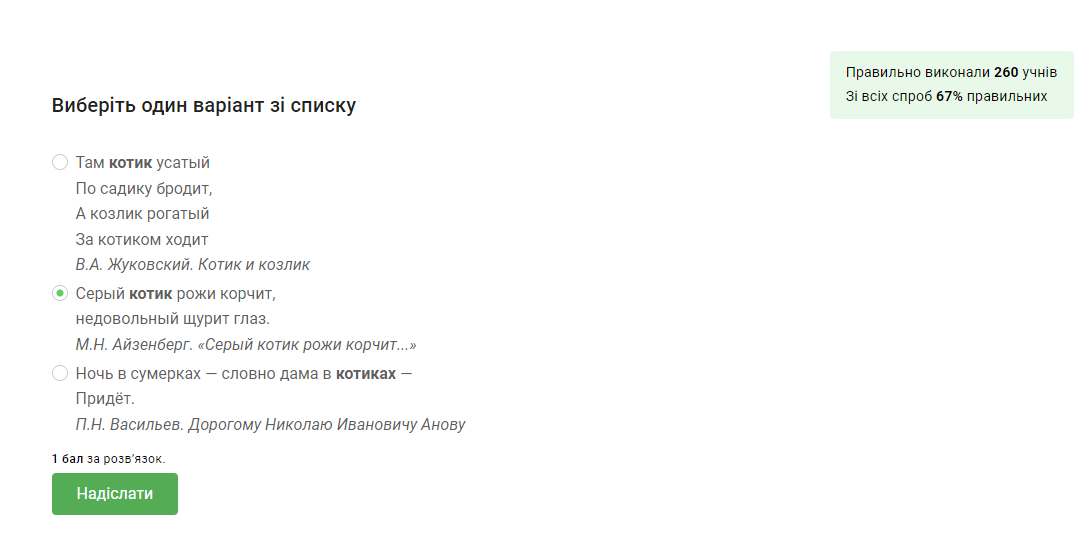 Правильно виконали 260 учнів
Зі всіх спроб 67% правильних
Виберіть один варіант зі списку
Там котик усатый
По садику бродит,
А козлик рогатый
За котиком ходит
В.А. Жуковский. Котик и козлик
Серый котик рожи корчит,
недовольный щурит глаз.
М.Н. Айзенберг. «Серый котик рожи корчит...»
Ночь в сумерках — словно дама в котиках —
Придёт.
П.Н. Васильев. Дорогому Николаю Ивановичу Анову
1 бал за розв'язок.
Надіслати